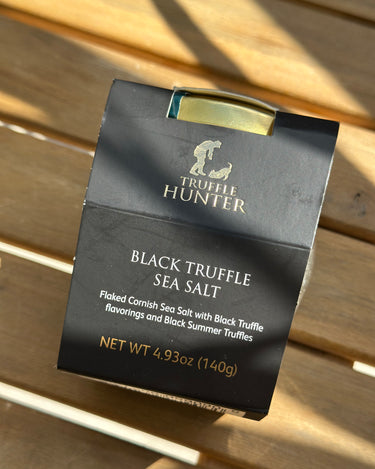 TRUFFLE
HUNTER
BLACK TRUFFLE
SEA SALT
Flaked Cornish Sea Salt with Black Truffle
flavorings and Black Summer Truffles
NET WT 4.93oz (140g)